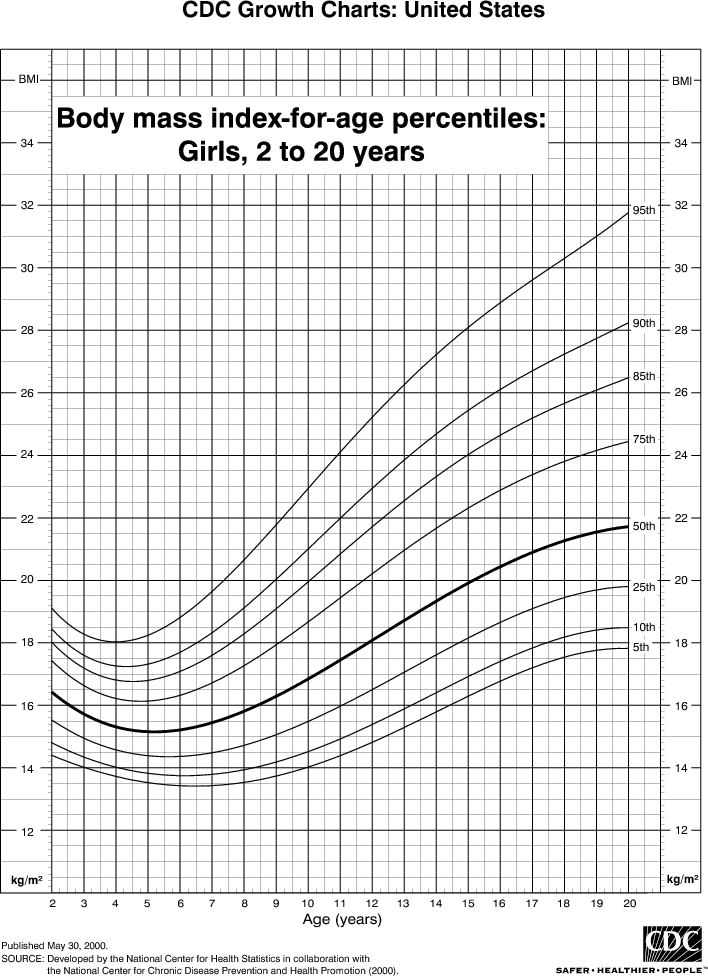 CDC Growth Charts: United States
BMI BMI
Body mass index-for-age percentiles:
Girls, 2 to 20 years
34 34
32 95th 32
30 30
28 90th 28
26 85th 26
24 75th 24
22 50th 22
20 25th 20
18 10th 18
5th
16 16
14 14
12 12
kg/m² kg/m²
2 3 4 5 6 7 8 9 10 11 12 13 14 15 16 17 18 19 20
Age (years)
Published May 30, 2000.
SOURCE: Developed by the National Center for Health Statistics in collaboration with
the National Center for Chronic Disease Prevention and Health Promotion (2000).
CDC
SAFER • HEALTHIER • PEOPLE™